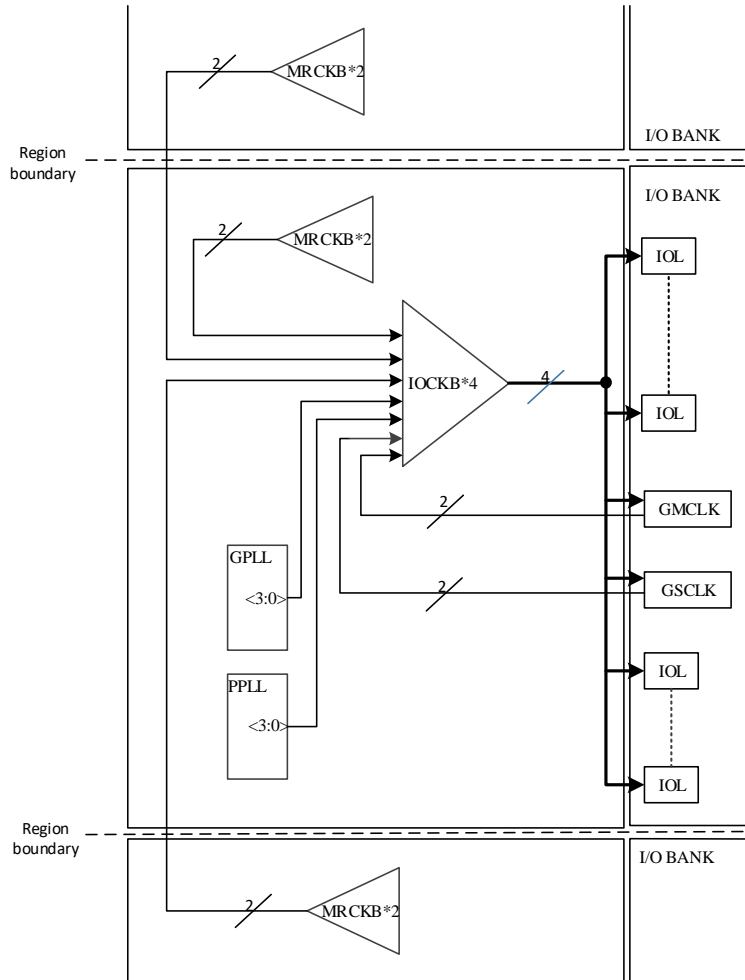 2
MRCKB*2
I/O BANK
Region
boundary
I/O BANK
2
MRCKB*2
IOL
IOCKB*4
4
IOL
2
GMCLK
GPLL
<3:0>
2
GSCLK
PPLL
<3:0>
IOL
IOL
Region
boundary
I/O BANK
2
MRCKB*2